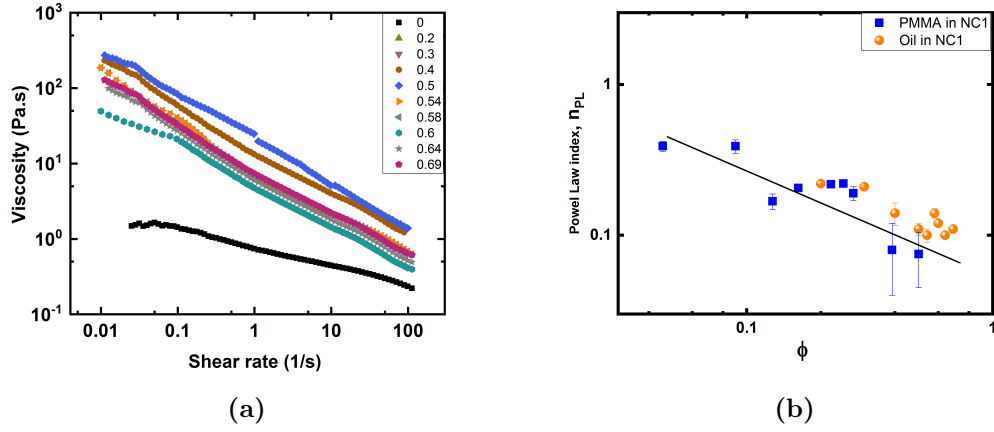 10³
10²
10¹
10⁰
10⁻¹
Viscosity (Pa.s)
0.01 0.1 1 10 100
Shear rate (1/s)
0
0.2
0.3
0.4
0.5
0.54
0.58
0.6
0.64
0.69
(a)
PMMA in NC1
Oil in NC1
1
0.1
Powel Law index, n_PL
0.1 1
ϕ
(b)